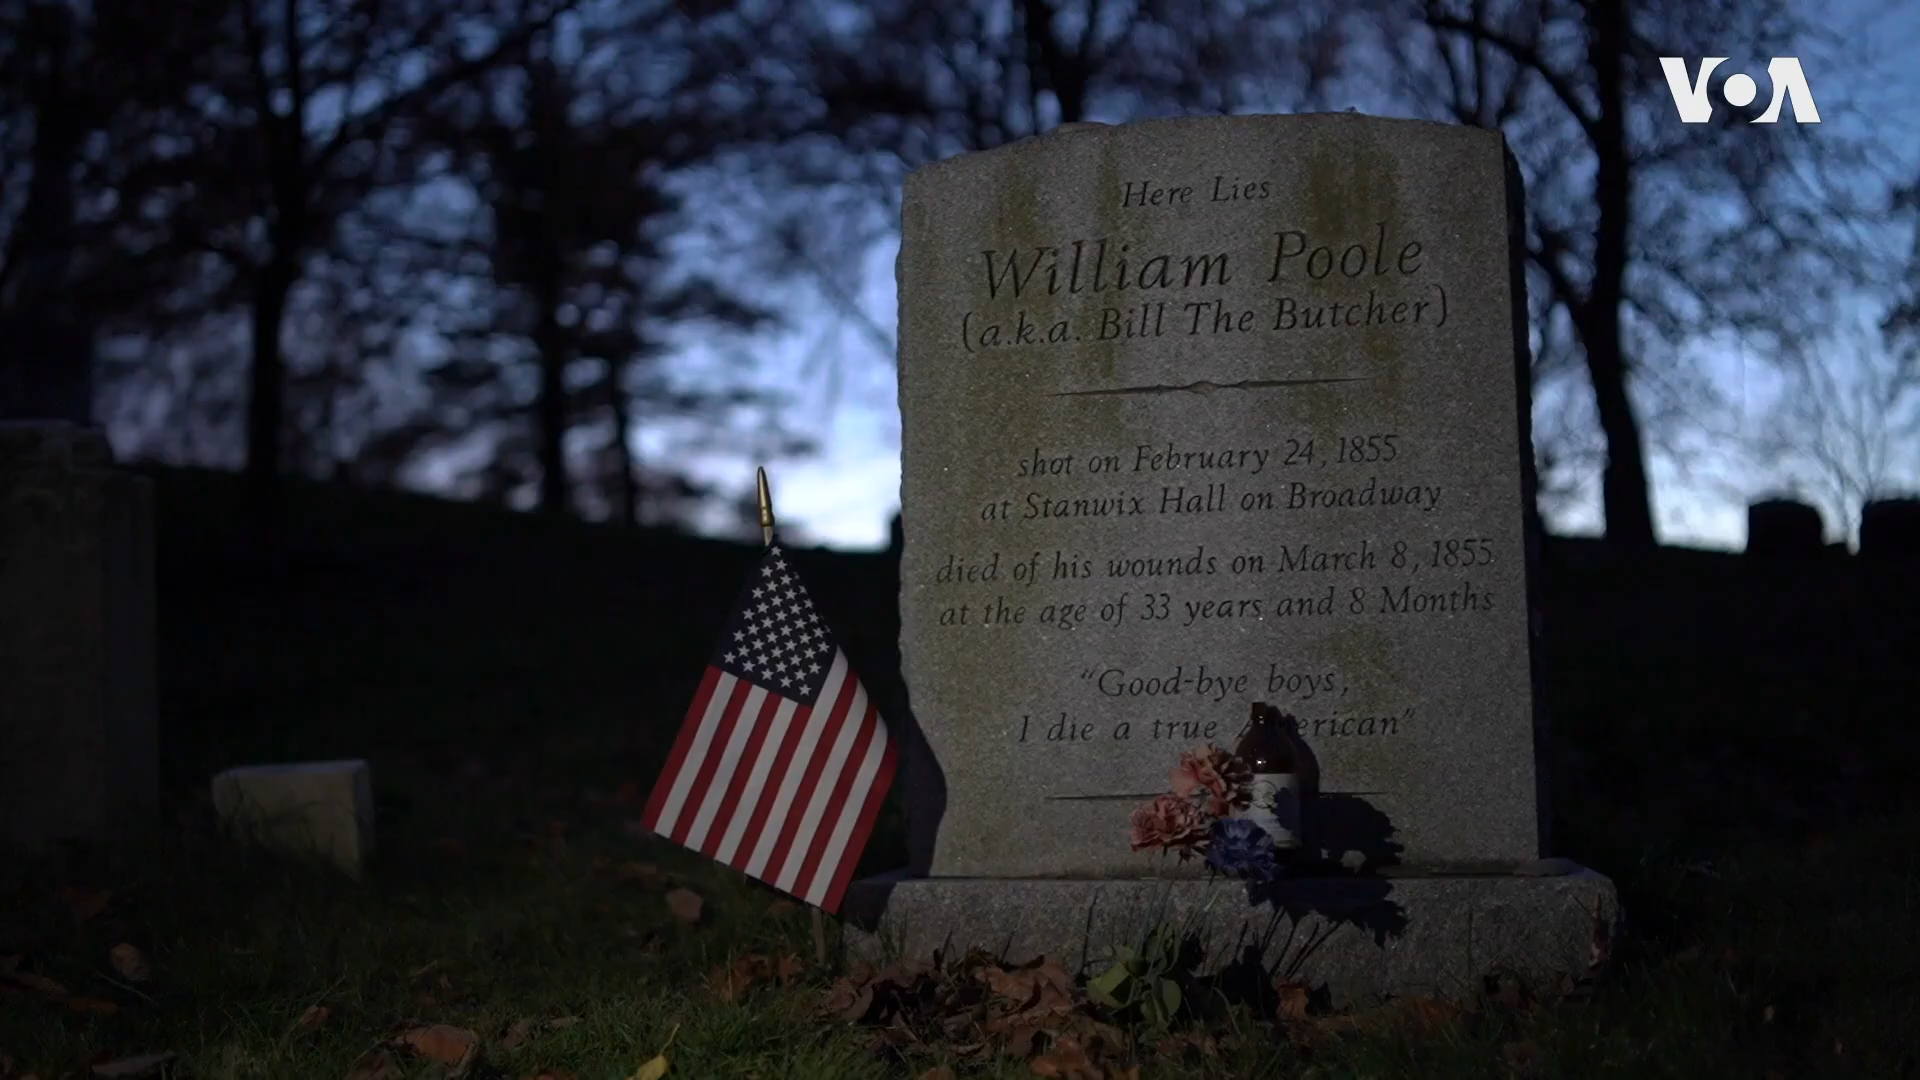 VOA
Here Lies
William Poole
(a.k.a. Bill The Butcher)
shot on February 24, 1855
at Stanwix Hall on Broadway
died of his wounds on March 8, 1855
at the age of 33 years and 8 Months
"Good-bye boys,
I die a true American"